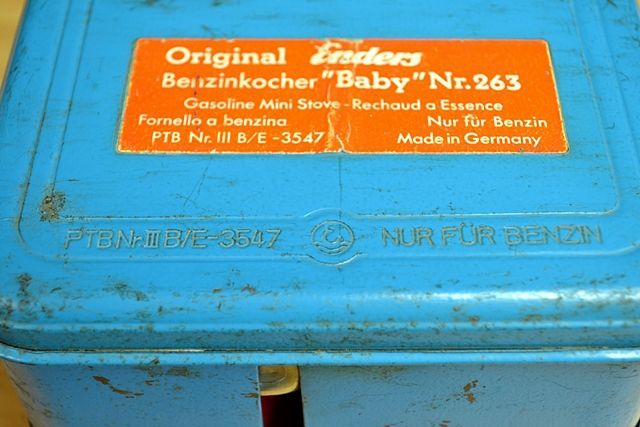 Original Enders
Benzinkocher "Baby" Nr. 263
Gasoline Mini Stove - Rechaud a Essence
Fornello a benzina Nur für Benzin
PTB Nr. III B/E -3547 Made in Germany
PTB Nr. III B/E-3547 NUR FÜR BENZIN